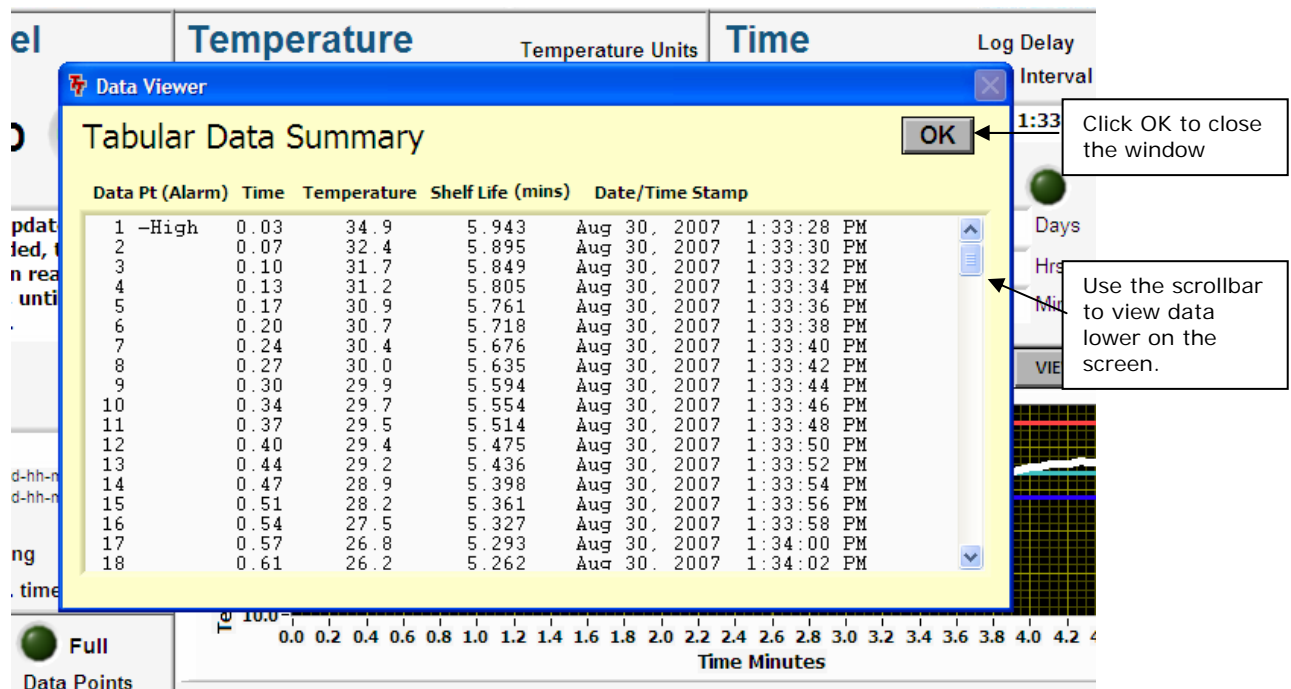 el
Temperature
Temperature Units
Time
Log Delay
Interval
Data Viewer
1:33
Tabular Data Summary
OK
Click OK to close
the window
Data Pt (Alarm) Time Temperature Shelf Life (mins) Date/Time Stamp
1 -High 0.03 34.9 5.943 Aug 30, 2007 1:33:28 PM
2 0.07 32.4 5.895 Aug 30, 2007 1:33:30 PM
3 0.10 31.7 5.849 Aug 30, 2007 1:33:32 PM
4 0.13 31.2 5.805 Aug 30, 2007 1:33:34 PM
5 0.17 30.9 5.761 Aug 30, 2007 1:33:36 PM
6 0.20 30.7 5.718 Aug 30, 2007 1:33:38 PM
7 0.24 30.4 5.676 Aug 30, 2007 1:33:40 PM
8 0.27 30.0 5.635 Aug 30, 2007 1:33:42 PM
9 0.30 29.9 5.594 Aug 30, 2007 1:33:44 PM
10 0.34 29.7 5.554 Aug 30, 2007 1:33:46 PM
11 0.37 29.5 5.514 Aug 30, 2007 1:33:48 PM
12 0.40 29.4 5.475 Aug 30, 2007 1:33:50 PM
13 0.44 29.2 5.436 Aug 30, 2007 1:33:52 PM
14 0.47 28.9 5.398 Aug 30, 2007 1:33:54 PM
15 0.51 28.2 5.361 Aug 30, 2007 1:33:56 PM
16 0.54 27.5 5.327 Aug 30, 2007 1:33:58 PM
17 0.57 26.8 5.293 Aug 30, 2007 1:34:00 PM
18 0.61 26.2 5.262 Aug 30, 2007 1:34:02 PM
Days
Hrs
Min
Use the scrollbar
to view data
lower on the
screen.
VIE
pdat
ded, t
n rea
unti
d-hh-m
d-hh-m
ng
. time
Full
Data Points
Te
10.0
0.0 0.2 0.4 0.6 0.8 1.0 1.2 1.4 1.6 1.8 2.0 2.2 2.4 2.6 2.8 3.0 3.2 3.4 3.6 3.8 4.0 4.2
Time Minutes